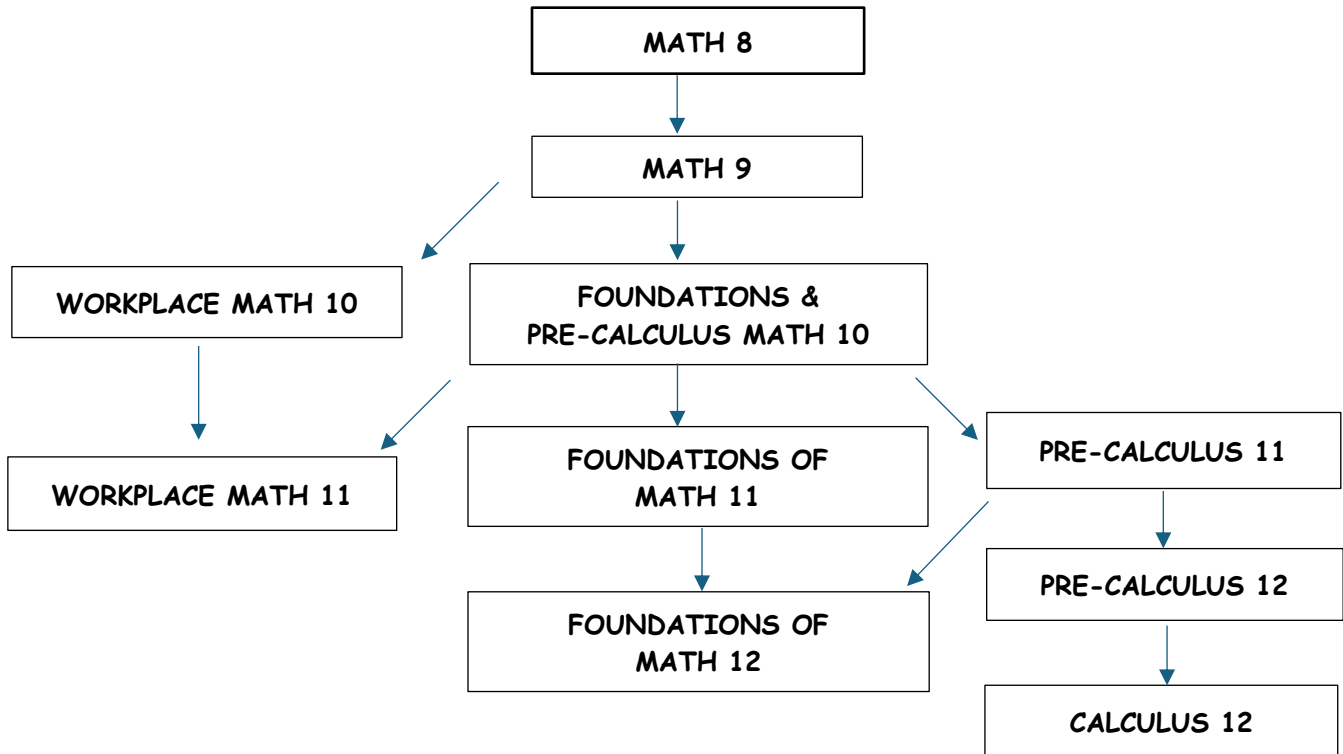 MATH 8
MATH 9
WORKPLACE MATH 10
FOUNDATIONS &
PRE-CALCULUS MATH 10
WORKPLACE MATH 11
FOUNDATIONS OF
MATH 11
PRE-CALCULUS 11
PRE-CALCULUS 12
FOUNDATIONS OF
MATH 12
CALCULUS 12